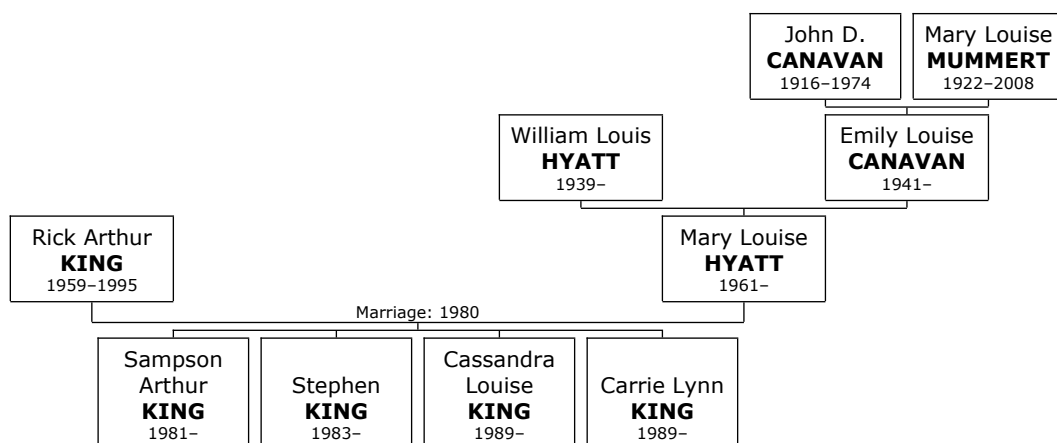 John D.
CANAVAN
1916–1974
Mary Louise
MUMMERT
1922–2008
William Louis
HYATT
1939–
Emily Louise
CANAVAN
1941–
Rick Arthur
KING
1959–1995
Mary Louise
HYATT
1961–
Marriage: 1980
Sampson
Arthur
KING
1981–
Stephen
KING
1983–
Cassandra
Louise
KING
1989–
Carrie Lynn
KING
1989–